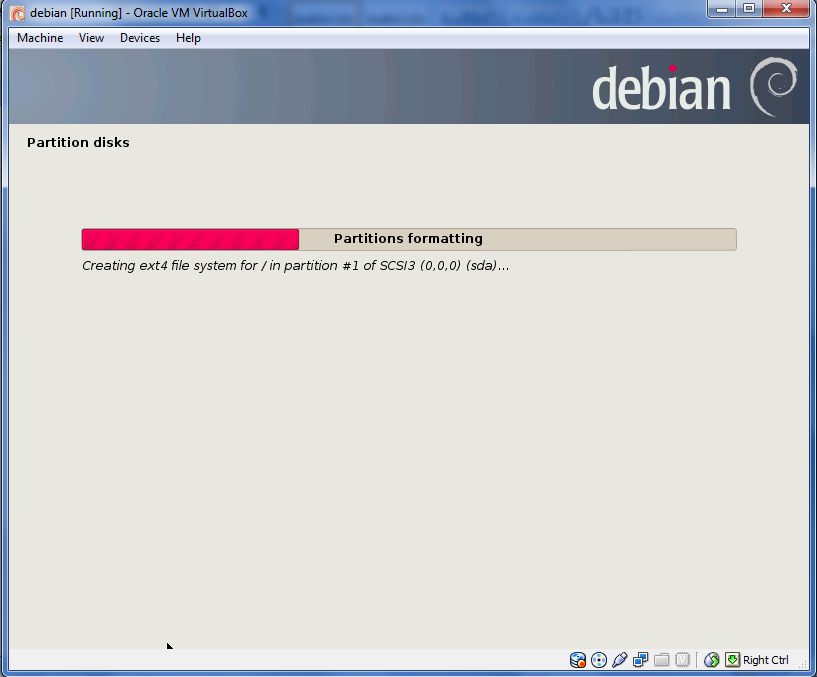 debian [Running] - Oracle VM VirtualBox
Machine View Devices Help
debian
Partition disks
Partitions formatting
Creating ext4 file system for / in partition #1 of SCSI3 (0,0,0) (sda)...
Right Ctrl